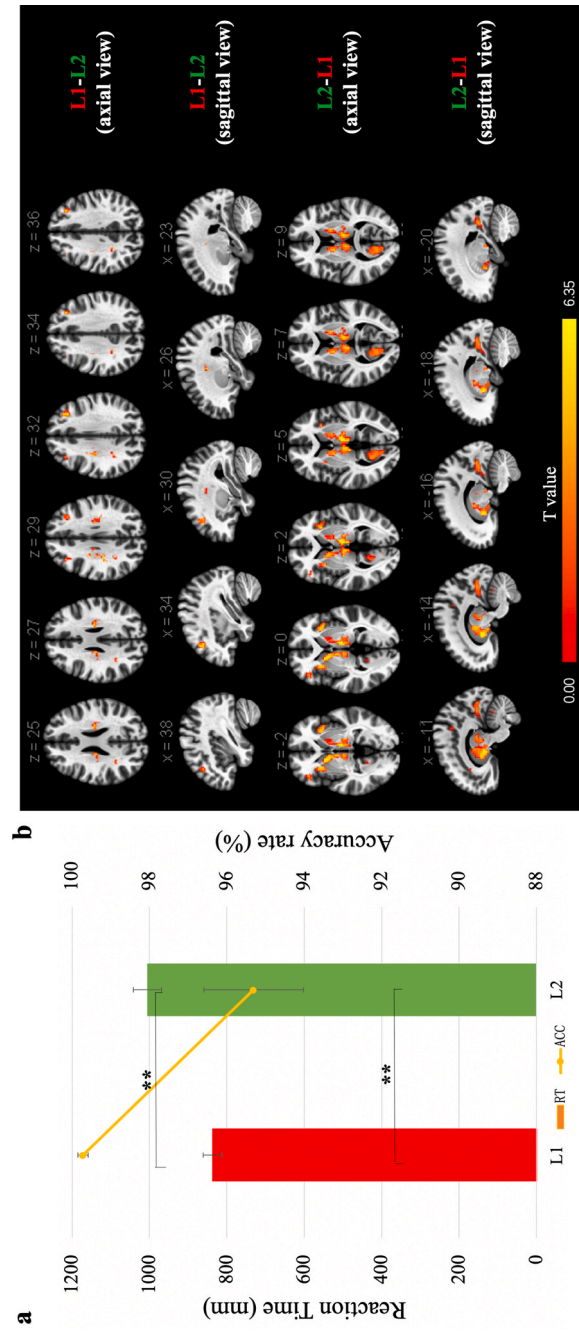 a
Reaction Time (mm)
1200
1000
800
600
400
200
0
**
**
L1
L2
RT
ACC
100
98
96
94
92
90
88
Accuracy rate (%)
b
z = 25
z = 27
z = 29
z = 32
z = 34
z = 36
L1-L2
(axial view)
x = 38
x = 34
x = 30
x = 26
x = 23
L1-L2
(sagittal view)
z = -2
z = 0
z = 2
z = 5
z = 7
z = 9
L2-L1
(axial view)
x = -11
x = -14
x = -16
x = -18
x = -20
L2-L1
(sagittal view)
0.00
6.35
T value